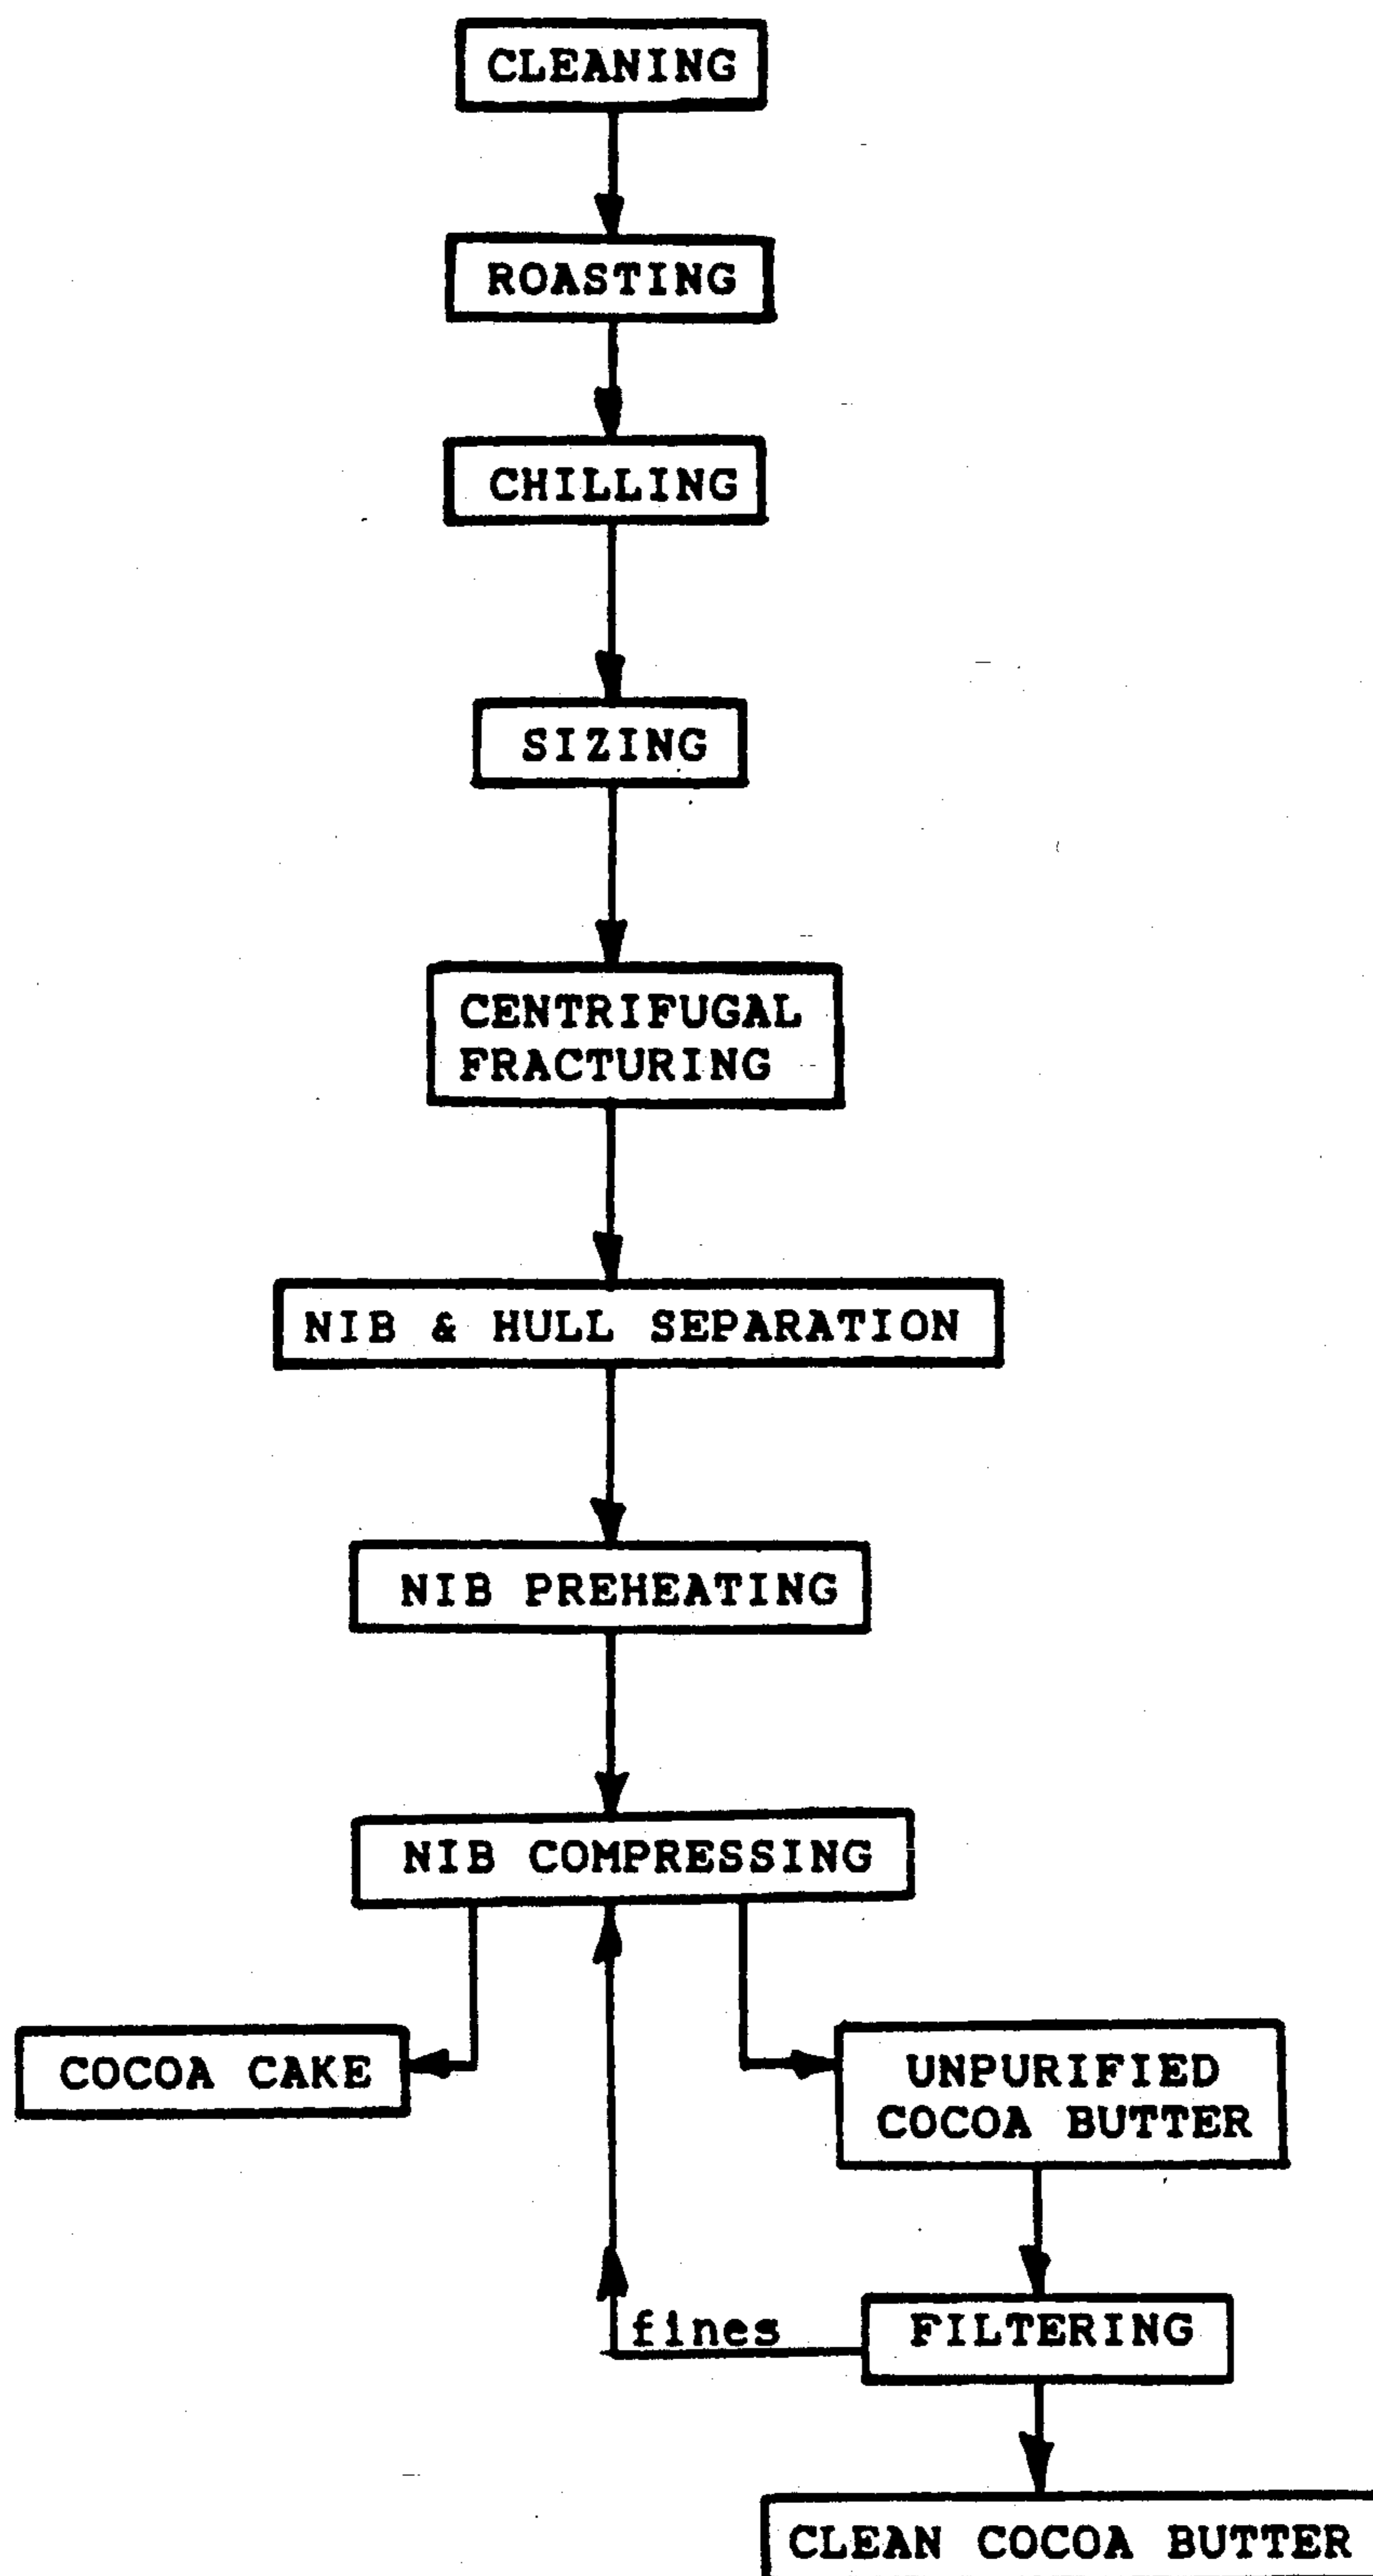 CLEANING
ROASTING
CHILLING
SIZING
CENTRIFUGAL
FRACTURING
NIB & HULL SEPARATION
NIB PREHEATING
NIB COMPRESSING
COCOA CAKE
UNPURIFIED
COCOA BUTTER
fines
FILTERING
CLEAN COCOA BUTTER